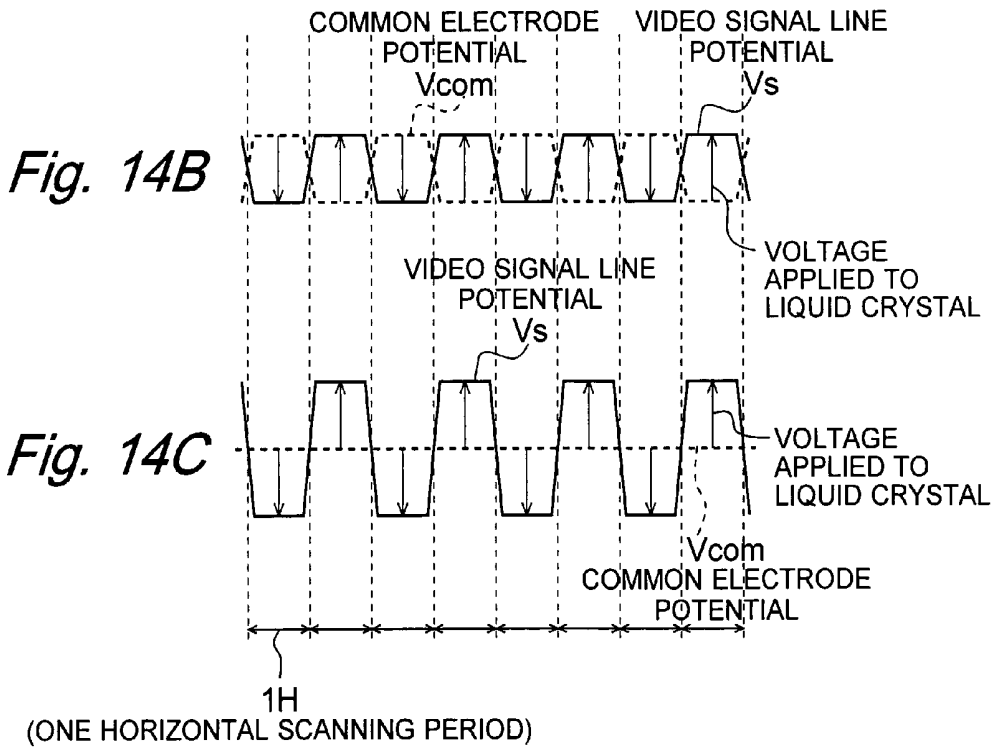 COMMON ELECTRODE
POTENTIAL
Vcom
VIDEO SIGNAL LINE
POTENTIAL
Vs
Fig. 14B
VOLTAGE
APPLIED TO
LIQUID CRYSTAL
VIDEO SIGNAL LINE
POTENTIAL
Vs
Fig. 14C
VOLTAGE
APPLIED TO
LIQUID CRYSTAL
Vcom
COMMON ELECTRODE
POTENTIAL
1H
(ONE HORIZONTAL SCANNING PERIOD)